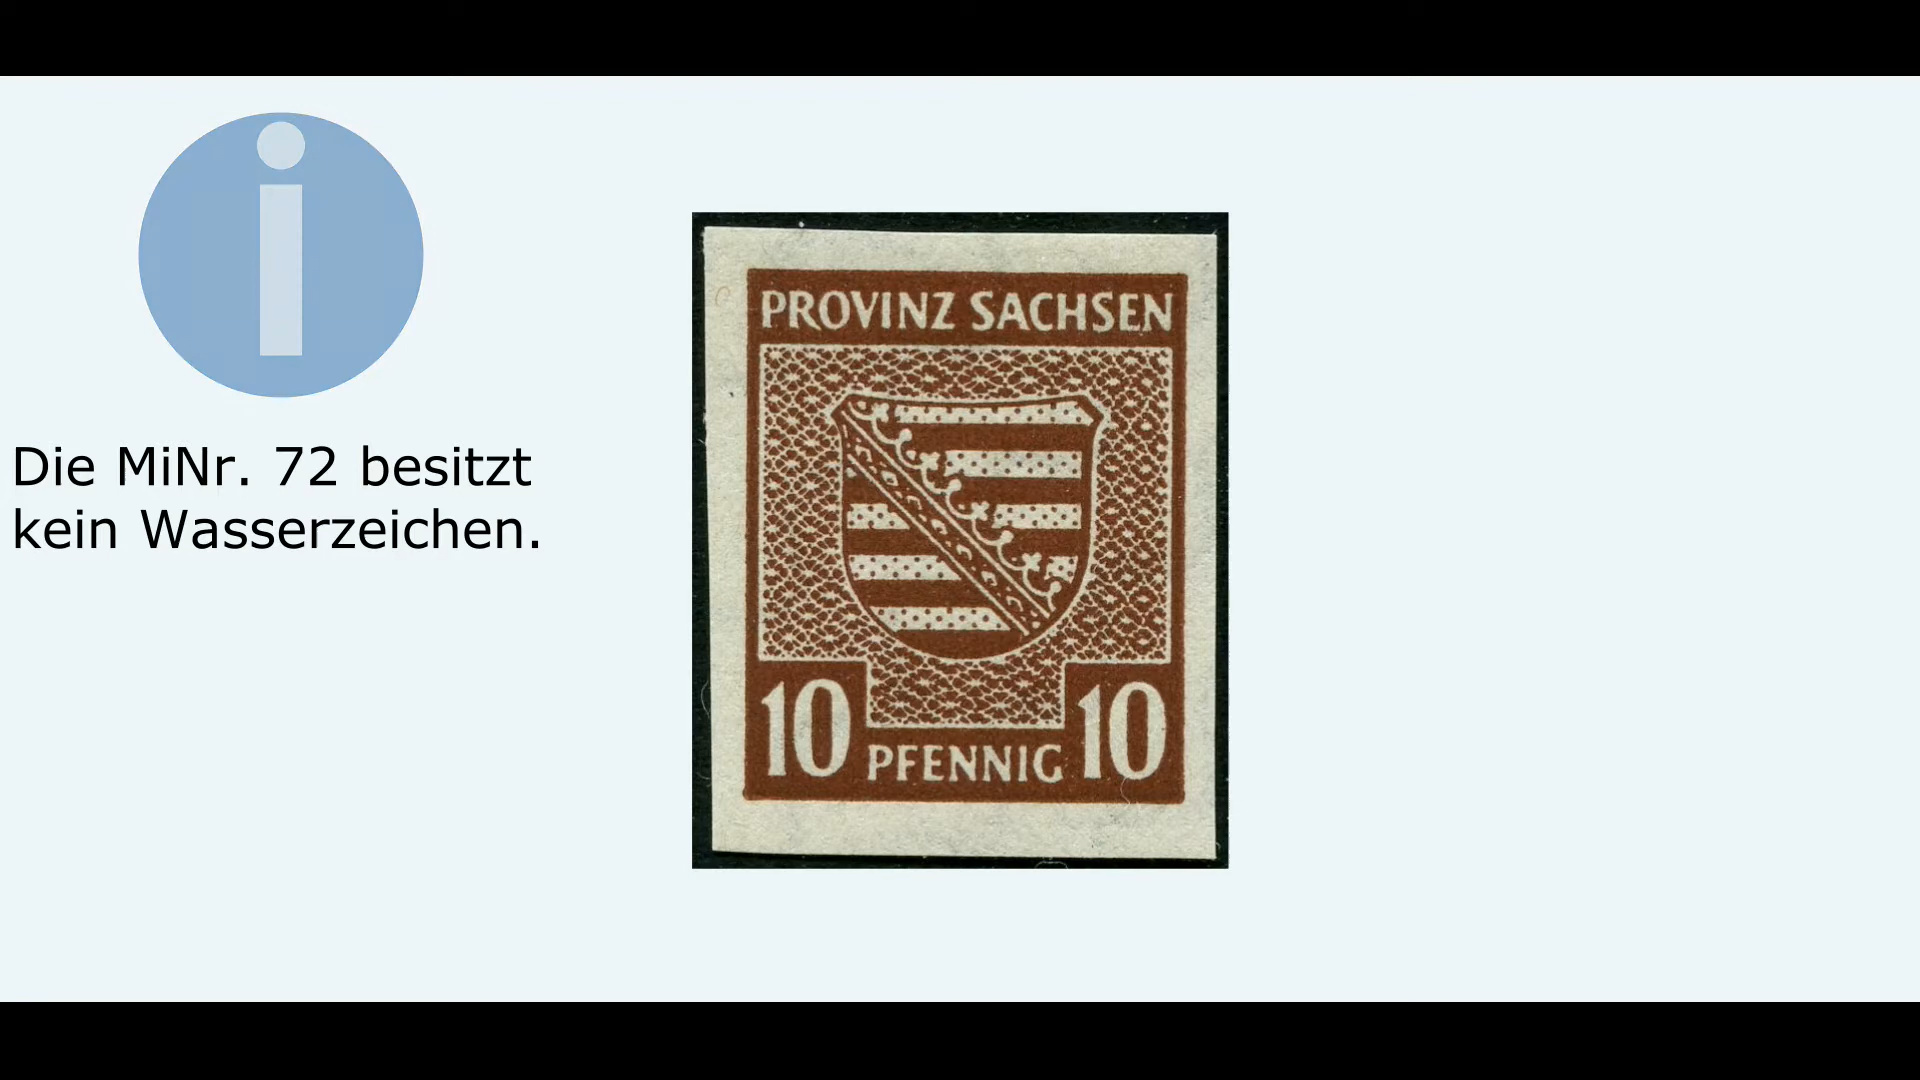 Die MiNr. 72 besitzt
kein Wasserzeichen.
PROVINZ SACHSEN
10 PFENNIG 10